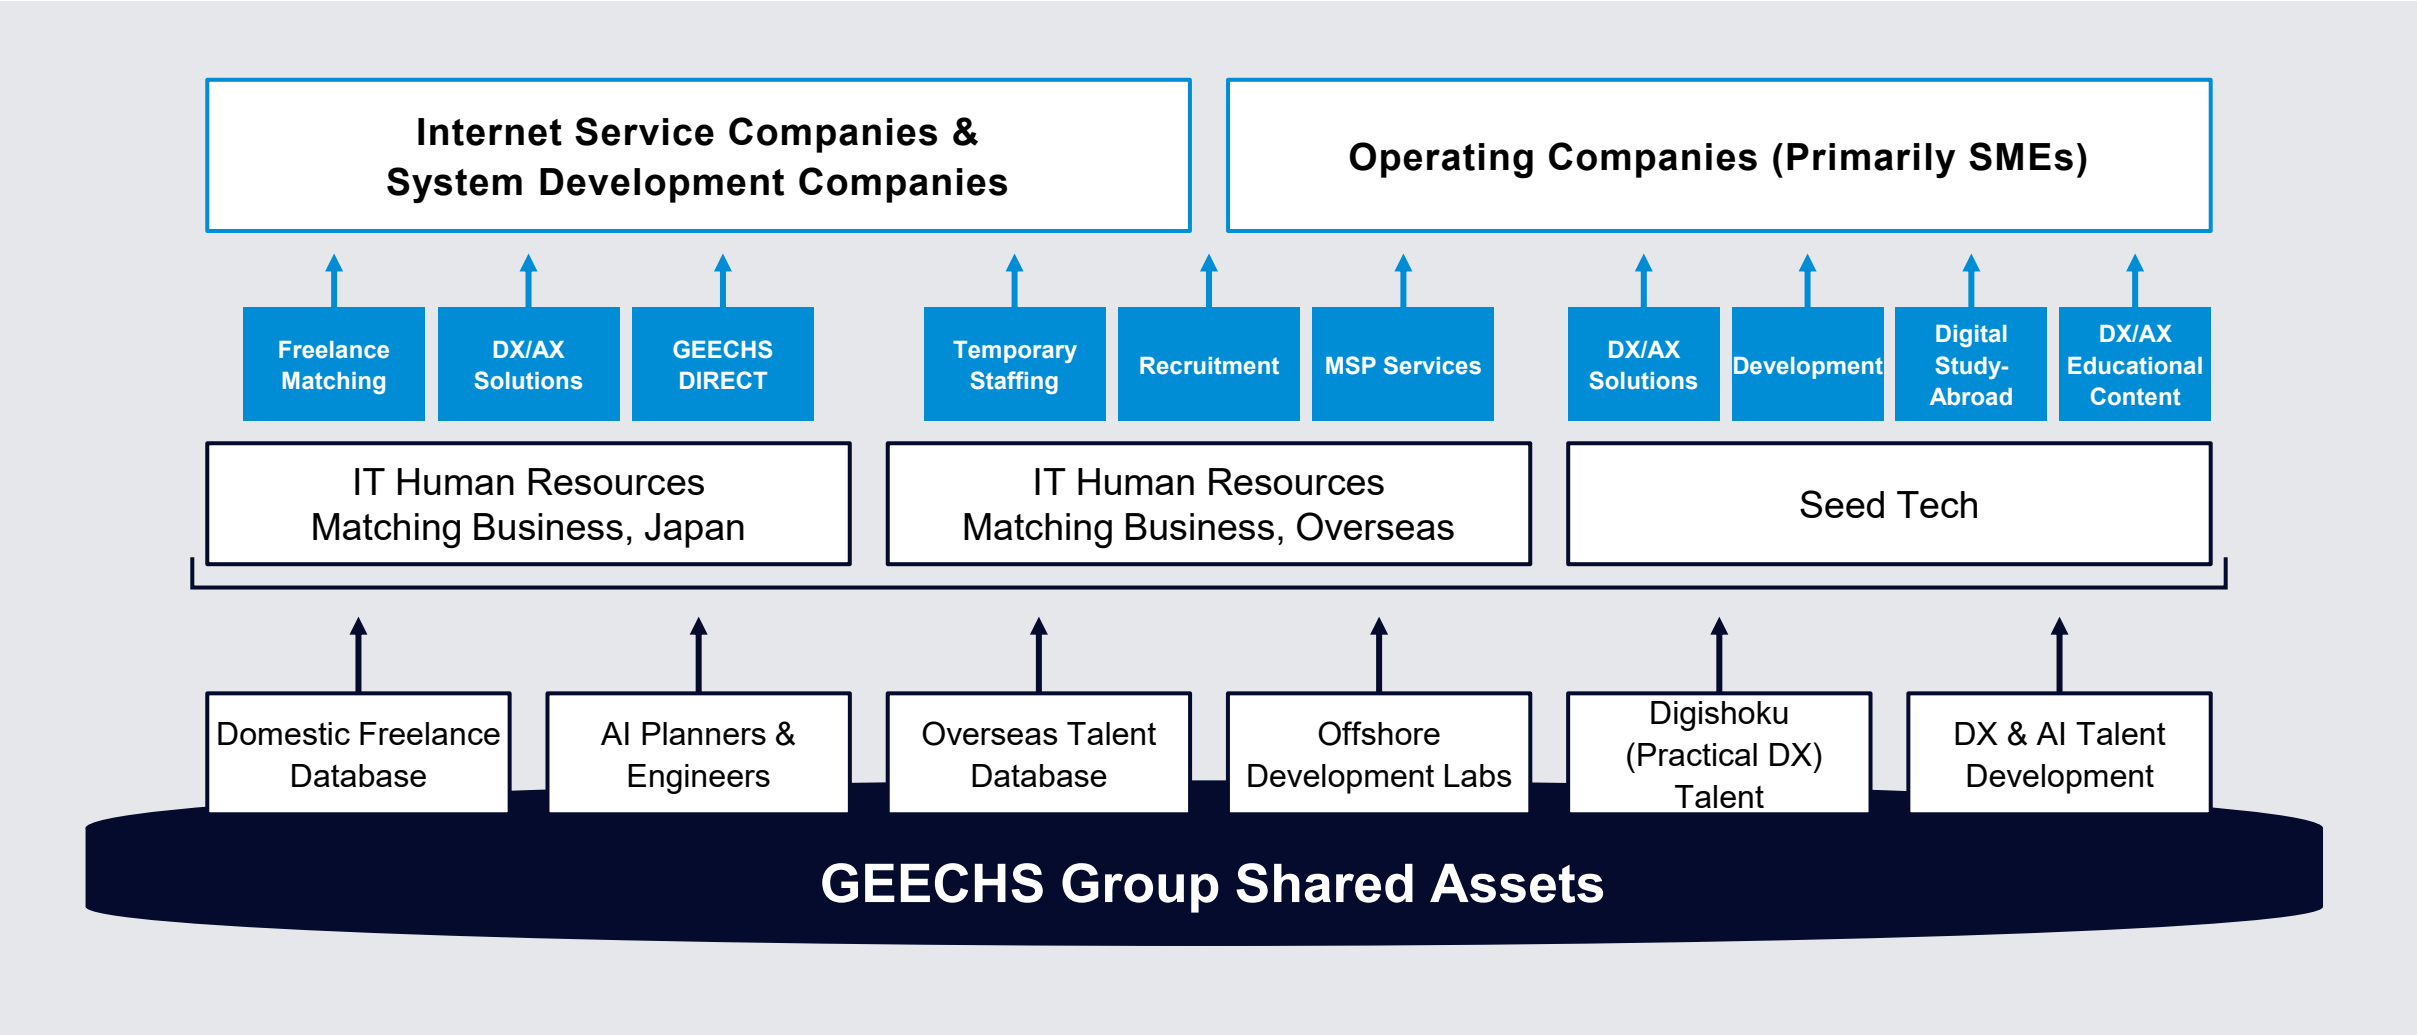 Internet Service Companies &
System Development Companies
Operating Companies (Primarily SMEs)
Freelance
Matching
DX/AX
Solutions
GEECHS
DIRECT
Temporary
Staffing
Recruitment
MSP Services
DX/AX
Solutions
Development
Digital
Study-
Abroad
DX/AX
Educational
Content
IT Human Resources
Matching Business, Japan
IT Human Resources
Matching Business, Overseas
Seed Tech
Domestic Freelance
Database
AI Planners &
Engineers
Overseas Talent
Database
Offshore
Development Labs
Digishoku
(Practical DX)
Talent
DX & AI Talent
Development
GEECHS Group Shared Assets